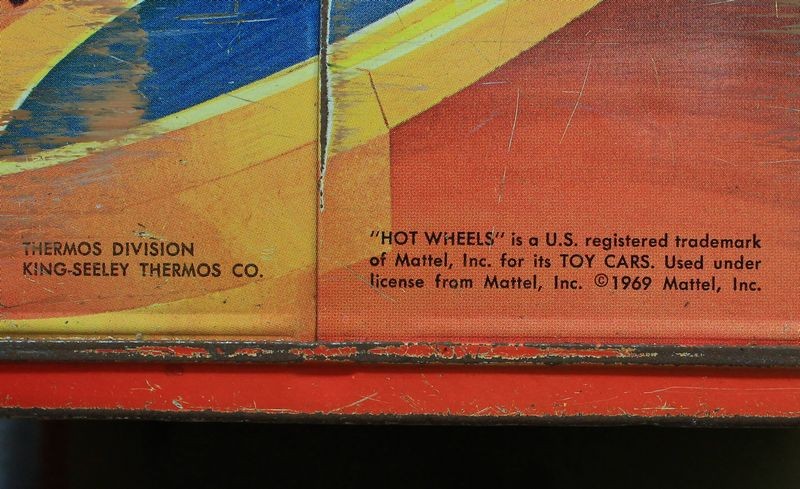 THERMOS DIVISION
KING-SEELEY THERMOS CO.
"HOT WHEELS" is a U.S. registered trademark
of Mattel, Inc. for its TOY CARS. Used under
license from Mattel, Inc. ©1969 Mattel, Inc.